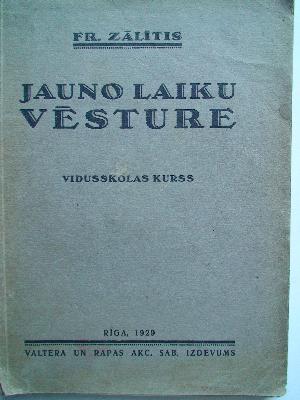 FR. ZĀLĪTIS
JAUNO LAIKU
VĒSTURE
VIDUSSKOLAS KURSS
RĪGA, 1929
VALTERA UN RAPAS AKC. SAB. IZDEVUMS